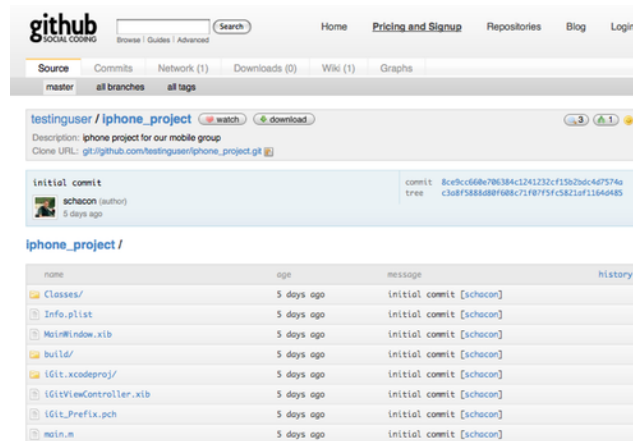 github
SOCIAL CODING
Search
Browse | Guides | Advanced
Home Pricing and Signup Repositories Blog Login
Source Commits Network (1) Downloads (0) Wiki (1) Graphs
master all branches all tags
testinguser / iphone_project watch download 3 1
Description: iphone project for our mobile group
Clone URL: git://github.com/testinguser/iphone_project.git
initial commit
schacon (author)
5 days ago
commit 8ce9cc660e706384c1241232cf15b2bdc4d7574a
tree c3a8f5888d80f608c71f07f5fc5821af1164d485
iphone_project /
name age message history
Classes/ 5 days ago initial commit [schacon]
Info.plist 5 days ago initial commit [schacon]
MainWindow.xib 5 days ago initial commit [schacon]
build/ 5 days ago initial commit [schacon]
iGit.xcodeproj/ 5 days ago initial commit [schacon]
iGitViewController.xib 5 days ago initial commit [schacon]
iGit_Prefix.pch 5 days ago initial commit [schacon]
main.m 5 days ago initial commit [schacon]